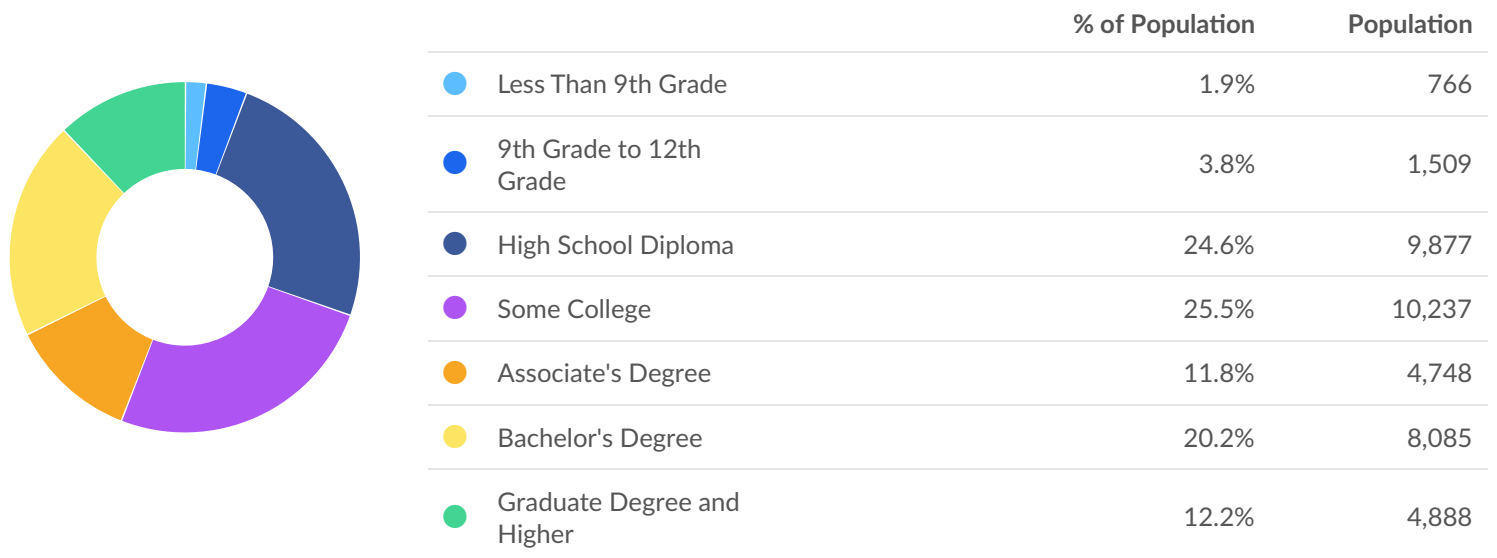 % of Population Population
Less Than 9th Grade 1.9% 766
9th Grade to 12th
Grade 3.8% 1,509
High School Diploma 24.6% 9,877
Some College 25.5% 10,237
Associate's Degree 11.8% 4,748
Bachelor's Degree 20.2% 8,085
Graduate Degree and
Higher 12.2% 4,888